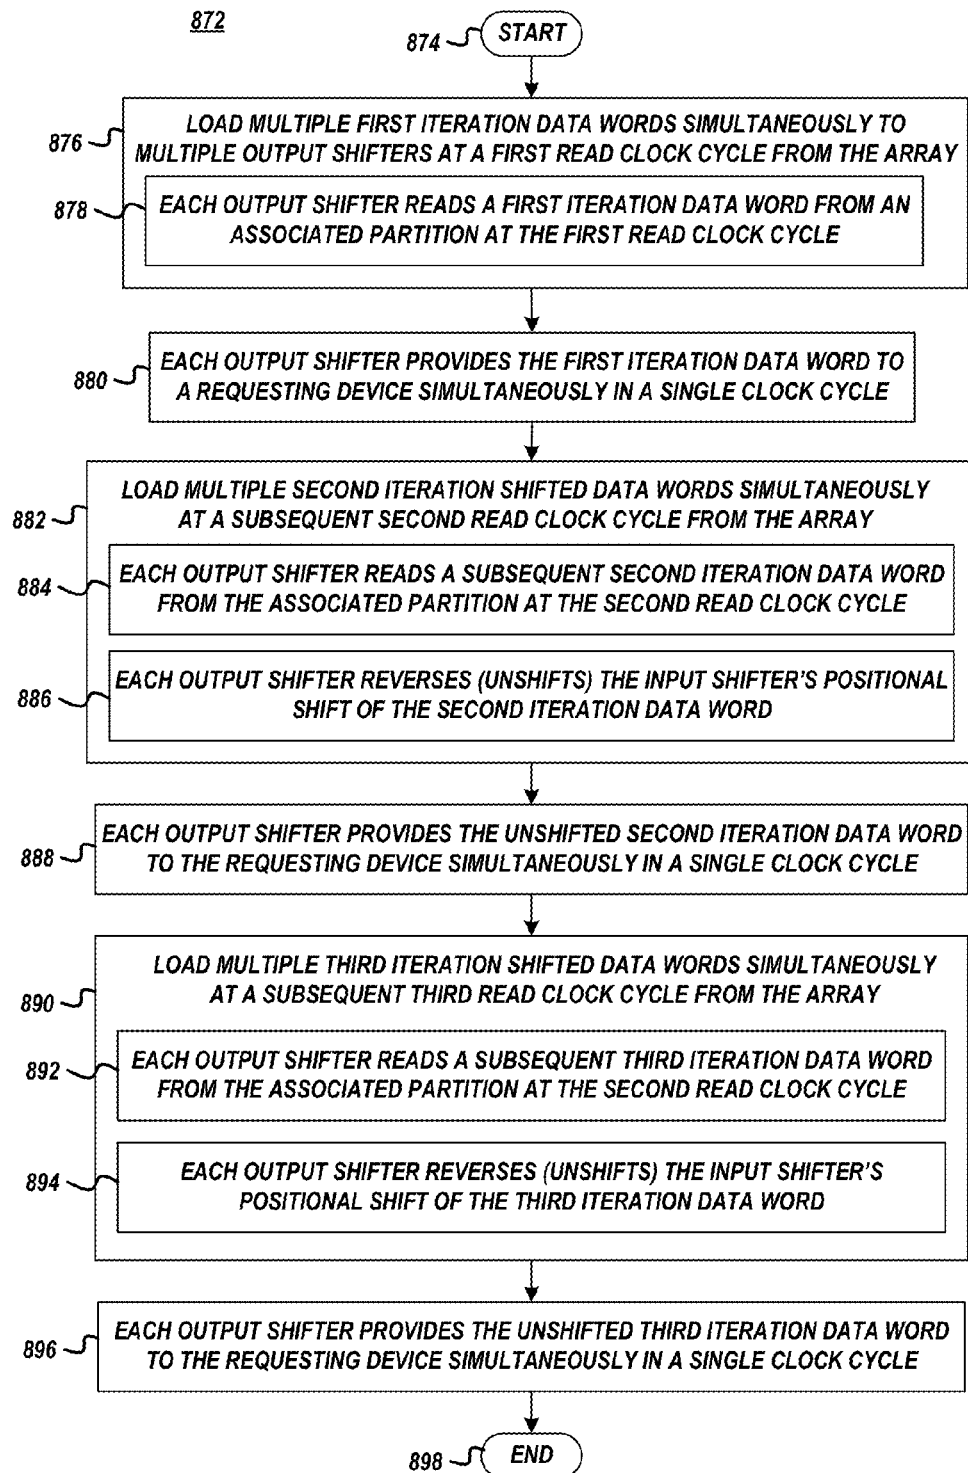 872
874
START
876
LOAD MULTIPLE FIRST ITERATION DATA WORDS SIMULTANEOUSLY TO
MULTIPLE OUTPUT SHIFTERS AT A FIRST READ CLOCK CYCLE FROM THE ARRAY
878
EACH OUTPUT SHIFTER READS A FIRST ITERATION DATA WORD FROM AN
ASSOCIATED PARTITION AT THE FIRST READ CLOCK CYCLE
880
EACH OUTPUT SHIFTER PROVIDES THE FIRST ITERATION DATA WORD TO
A REQUESTING DEVICE SIMULTANEOUSLY IN A SINGLE CLOCK CYCLE
882
LOAD MULTIPLE SECOND ITERATION SHIFTED DATA WORDS SIMULTANEOUSLY
AT A SUBSEQUENT SECOND READ CLOCK CYCLE FROM THE ARRAY
884
EACH OUTPUT SHIFTER READS A SUBSEQUENT SECOND ITERATION DATA WORD
FROM THE ASSOCIATED PARTITION AT THE SECOND READ CLOCK CYCLE
886
EACH OUTPUT SHIFTER REVERSES (UNSHIFTS) THE INPUT SHIFTER'S POSITIONAL
SHIFT OF THE SECOND ITERATION DATA WORD
888
EACH OUTPUT SHIFTER PROVIDES THE UNSHIFTED SECOND ITERATION DATA WORD
TO THE REQUESTING DEVICE SIMULTANEOUSLY IN A SINGLE CLOCK CYCLE
890
LOAD MULTIPLE THIRD ITERATION SHIFTED DATA WORDS SIMULTANEOUSLY
AT A SUBSEQUENT THIRD READ CLOCK CYCLE FROM THE ARRAY
892
EACH OUTPUT SHIFTER READS A SUBSEQUENT THIRD ITERATION DATA WORD
FROM THE ASSOCIATED PARTITION AT THE SECOND READ CLOCK CYCLE
894
EACH OUTPUT SHIFTER REVERSES (UNSHIFTS) THE INPUT SHIFTER'S
POSITIONAL SHIFT OF THE THIRD ITERATION DATA WORD
896
EACH OUTPUT SHIFTER PROVIDES THE UNSHIFTED THIRD ITERATION DATA WORD
TO THE REQUESTING DEVICE SIMULTANEOUSLY IN A SINGLE CLOCK CYCLE
898
END